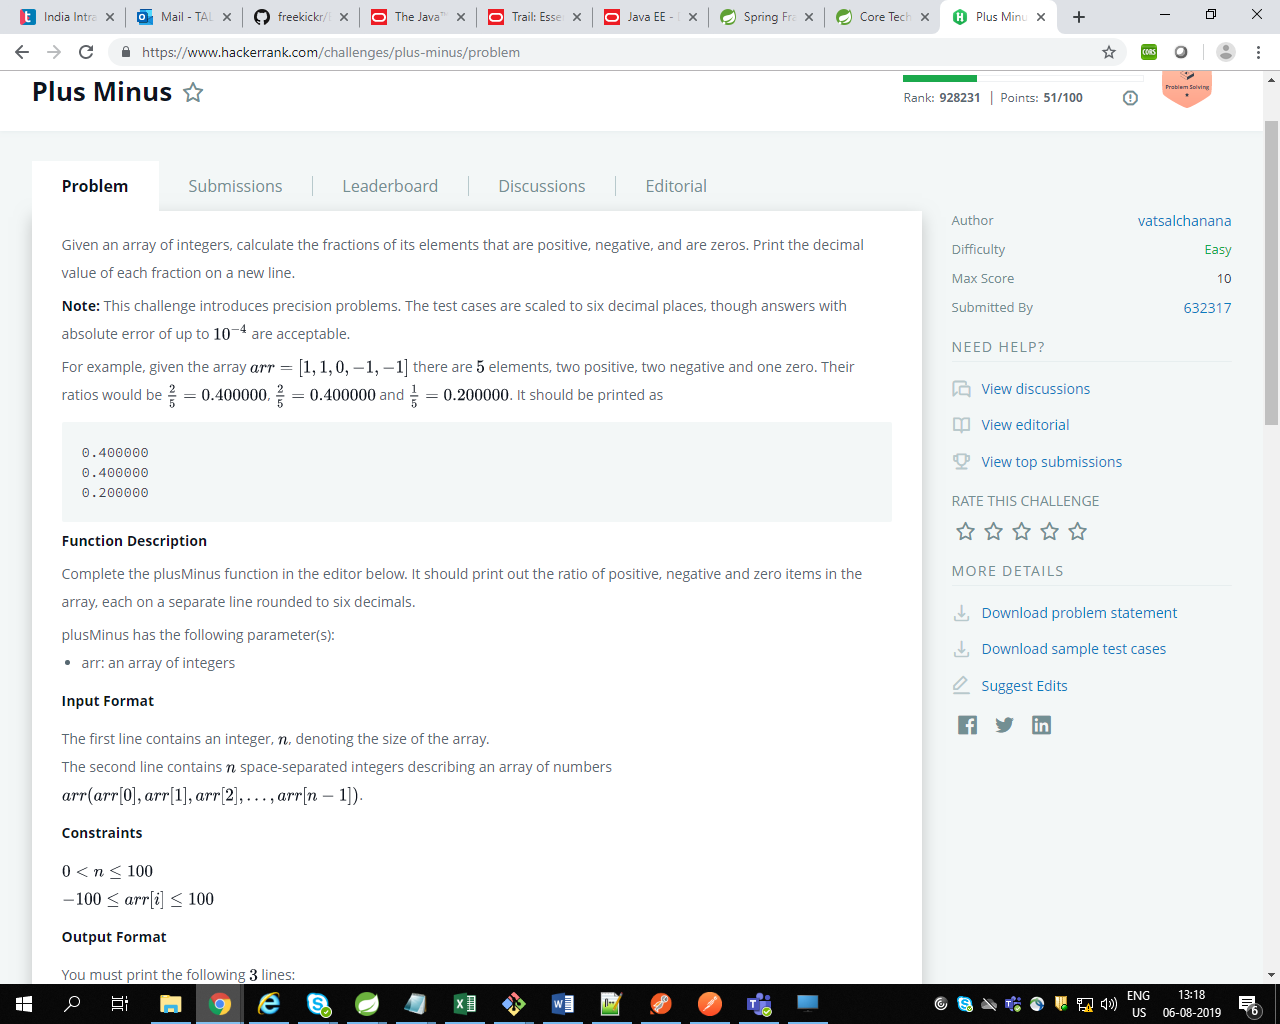 India Intra
Mail - TAL
freekickr/
The Java™
Trail: Esse
Java EE -
Spring Fra
Core Tech
Plus Minu
https://www.hackerrank.com/challenges/plus-minus/problem
CORS
Plus Minus
Rank: 928231 | Points: 51/100
Problem Solving
Problem
Submissions
Leaderboard
Discussions
Editorial
Given an array of integers, calculate the fractions of its elements that are positive, negative, and are zeros. Print the decimal
value of each fraction on a new line.
Note: This challenge introduces precision problems. The test cases are scaled to six decimal places, though answers with
absolute error of up to 10⁻⁴ are acceptable.
For example, given the array arr = [1, 1, 0, −1, −1] there are 5 elements, two positive, two negative and one zero. Their
ratios would be 2/5 = 0.400000, 2/5 = 0.400000 and 1/5 = 0.200000. It should be printed as
0.400000
0.400000
0.200000
Function Description
Complete the plusMinus function in the editor below. It should print out the ratio of positive, negative and zero items in the
array, each on a separate line rounded to six decimals.
plusMinus has the following parameter(s):
• arr: an array of integers
Input Format
The first line contains an integer, n, denoting the size of the array.
The second line contains n space-separated integers describing an array of numbers
arr(arr[0], arr[1], arr[2], . . . , arr[n − 1]).
Constraints
0 < n ≤ 100
−100 ≤ arr[i] ≤ 100
Output Format
You must print the following 3 lines:
Author vatsalchanana
Difficulty Easy
Max Score 10
Submitted By 632317
NEED HELP?
View discussions
View editorial
View top submissions
RATE THIS CHALLENGE
MORE DETAILS
Download problem statement
Download sample test cases
Suggest Edits
ENG
US
13:18
06-08-2019
6